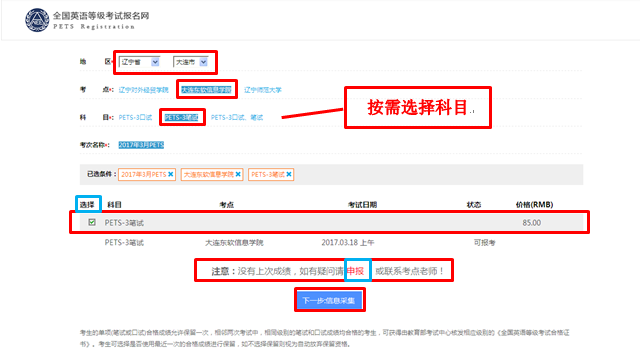 全国英语等级考试报名网
PETS Registration
地 区*: 辽宁省 大连市
考 点*: 辽宁对外经贸学院 大连东软信息学院 辽宁师范大学
按需选择科目.
科 目*: PETS-3口试 PETS-3笔试 PETS-3口试、笔试
考次名称*: 2017年3月PETS
已选条件: 2017年3月PETS × 大连东软信息学院 × PETS-3笔试 ×
选择 科目 考点 考试日期 状态 价格(RMB)
PETS-3笔试 85.00
PETS-3笔试 大连东软信息学院 2017.03.18 上午 可报考
注意：没有上次成绩，如有疑问请 申报 或联系考点老师！
下一步:信息采集
考生的单项(笔试或口试)合格成绩允许保留一次，相邻两次考试中，相同级别的笔试和口试成绩均合格的考生，可获得由教育部考试中心核发相应级别的《全国英语等级考试合格证
书》。考生可选择是否使用最近一次的合格成绩进行保留，如不选择保留则视为自动放弃保留资格。